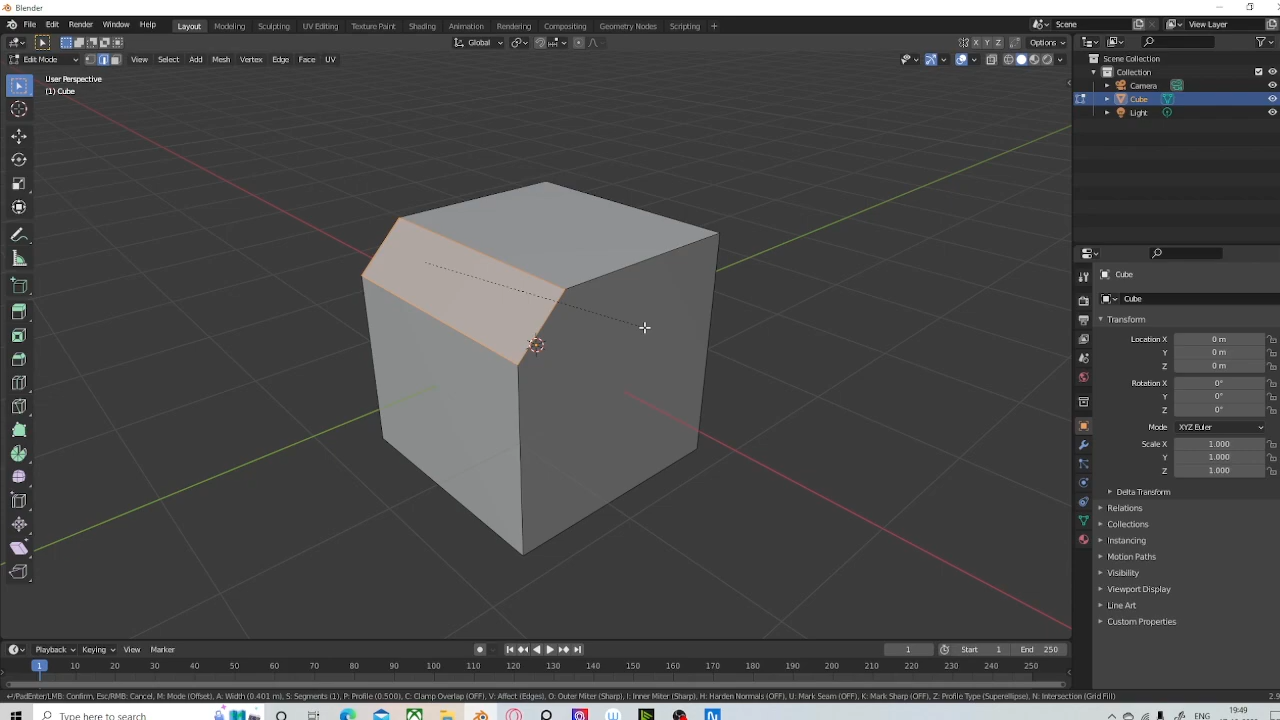 Blender
File Edit Render Window Help Layout Modeling Sculpting UV Editing Texture Paint Shading Animation Rendering Compositing Geometry Nodes Scripting + Scene View Layer
Global X Y Z Options
Edit Mode View Select Add Mesh Vertex Edge Face UV
User Perspective
(1) Cube
Scene Collection
Collection
Camera
Cube
Light
Cube
Cube
Transform
Location X 0 m
Y 0 m
Z 0 m
Rotation X 0°
Y 0°
Z 0°
Mode XYZ Euler
Scale X 1.000
Y 1.000
Z 1.000
Delta Transform
Relations
Collections
Instancing
Motion Paths
Visibility
Viewport Display
Line Art
Custom Properties
Playback Keying View Marker 1 Start 1 End 250
1 10 20 30 40 50 60 70 80 90 100 110 120 130 140 150 160 170 180 190 200 210 220 230 240 250
/PadEnter/LMB: Confirm, Esc/RMB: Cancel, M: Mode (Offset), A: Width (0.401 m), S: Segments (1), P: Profile (0.500), C: Clamp Overlap (OFF), V: Affect (Edges), O: Outer Miter (Sharp), I: Inner Miter (Sharp), H: Harden Normals (OFF), U: Mark Seam (OFF), K: Mark Sharp (OFF), Z: Profile Type (Superellipse), N: Intersection (Grid Fill)
Type here to search
19:49